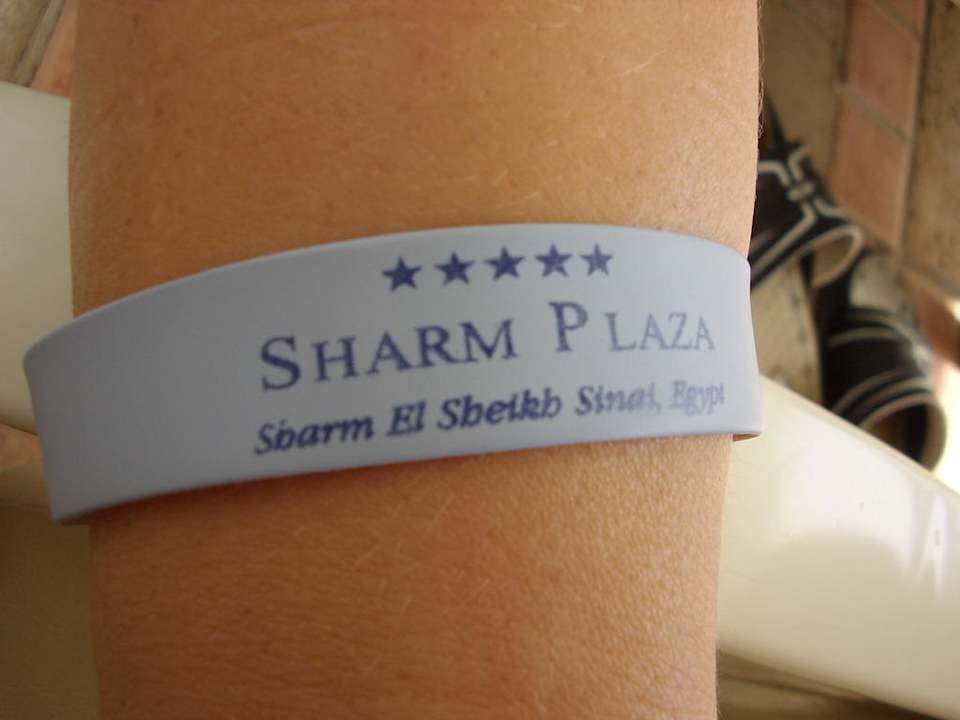 ★★★★★
SHARM PLAZA
Sharm El Sheikh Sinai, Egypt